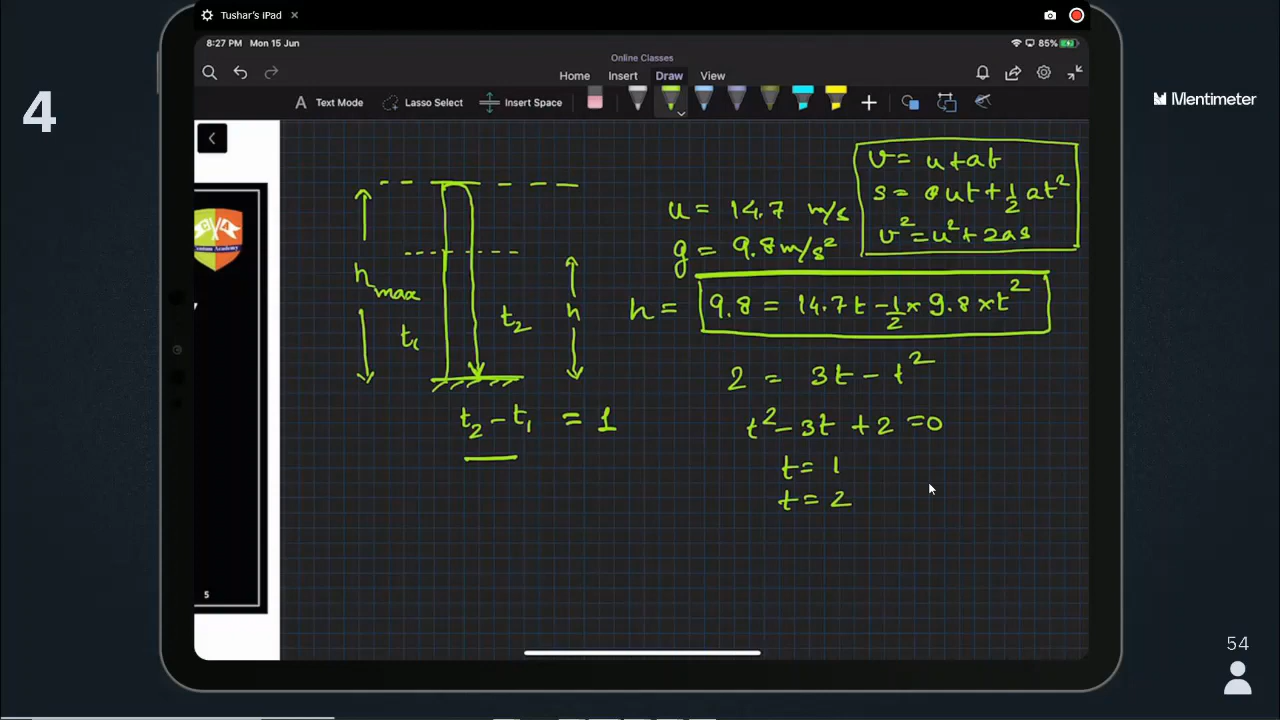 Tushar's iPad ×
8:27 PM Mon 15 Jun
85%
Online Classes
Home Insert Draw View
Text Mode Lasso Select Insert Space
4
Mentimeter
v = u + at
s = ut + 1/2 at²
v² = u² + 2as
u = 14.7 m/s
g = 9.8 m/s²
h = 9.8 = 14.7t - 1/2 × 9.8 × t²
2 = 3t - t²
t² - 3t + 2 = 0
t = 1
t = 2
h max
t₁
t₂
h
t₂ - t₁ = 1
5
54